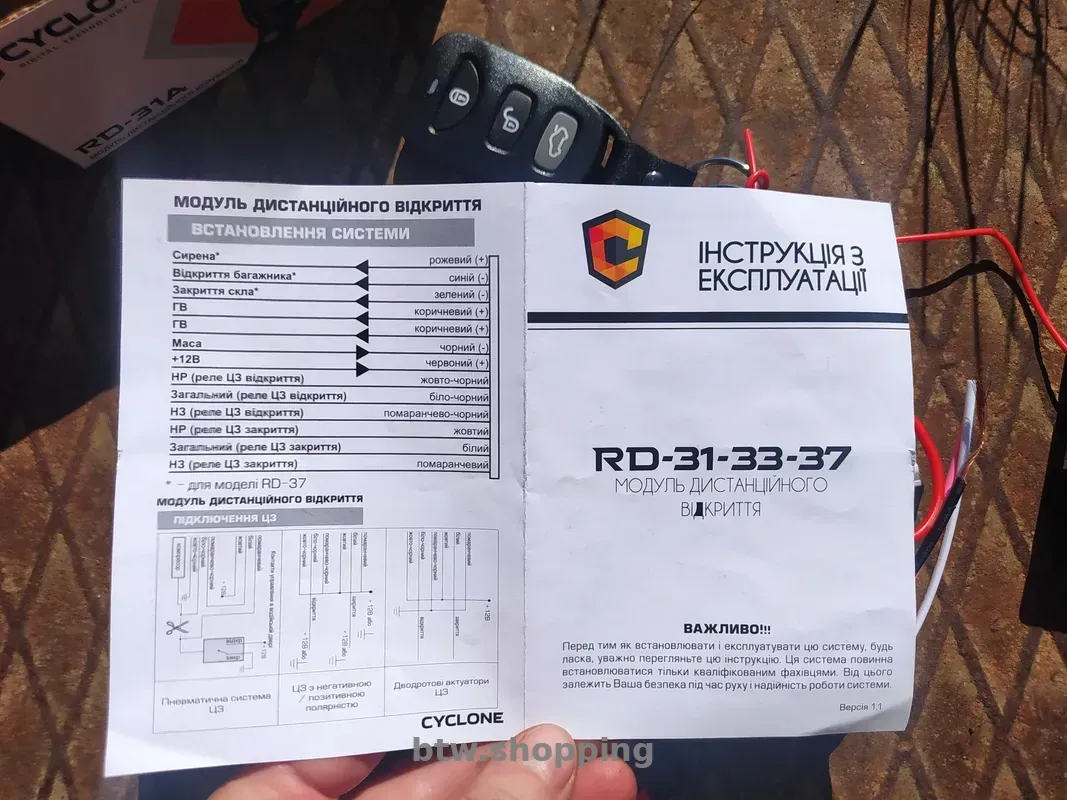 CYCLO
RD-31A
МОДУЛЬ ДИСТАНЦІЙНОГО ВІДКРИТТЯ
ВСТАНОВЛЕННЯ СИСТЕМИ
Сирена* рожевий (+)
Відкриття багажника* синій (-)
Закриття скла* зелений (-)
ГВ коричневий (+)
ГВ коричневий (+)
Маса чорний (-)
+12В червоний (+)
НР (реле ЦЗ відкриття) жовто-чорний
Загальний (реле ЦЗ відкриття) біло-чорний
НЗ (реле ЦЗ відкриття) помаранчево-чорний
НР (реле ЦЗ закриття) жовтий
Загальний (реле ЦЗ закриття) білий
НЗ (реле ЦЗ закриття) помаранчевий
* – для моделі RD-37
МОДУЛЬ ДИСТАНЦІЙНОГО ВІДКРИТТЯ
ПІДКЛЮЧЕННЯ ЦЗ
Пневматична система
ЦЗ
ЦЗ з негативною
/ позитивною
полярністю
Дводротові актуатори
ЦЗ
CYCLONE
ІНСТРУКЦІЯ З
ЕКСПЛУАТАЦІЇ
RD-31-33-37
МОДУЛЬ ДИСТАНЦІЙНОГО
ВІДКРИТТЯ
ВАЖЛИВО!!!
Перед тим як встановлювати і експлуатувати цю систему, будь
ласка, уважно перегляньте цю інструкцію. Ця система повинна
встановлюватися тільки кваліфікованим фахівцями. Від цього
залежить Ваша безпека під час руху і надійність роботи системи.
Версія 1.1
btw.shopping